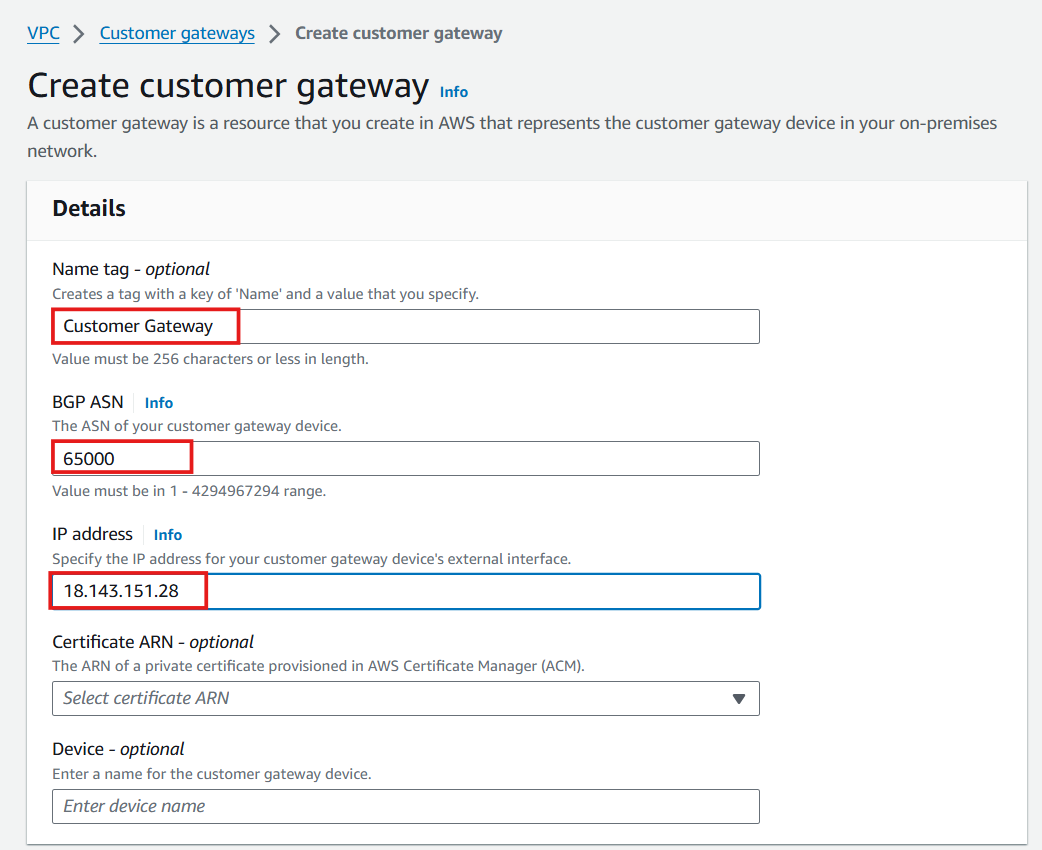 VPC > Customer gateways > Create customer gateway
Create customer gateway Info
A customer gateway is a resource that you create in AWS that represents the customer gateway device in your on-premises
network.
Details
Name tag - optional
Creates a tag with a key of 'Name' and a value that you specify.
Customer Gateway
Value must be 256 characters or less in length.
BGP ASN Info
The ASN of your customer gateway device.
65000
Value must be in 1 - 4294967294 range.
IP address Info
Specify the IP address for your customer gateway device's external interface.
18.143.151.28
Certificate ARN - optional
The ARN of a private certificate provisioned in AWS Certificate Manager (ACM).
Select certificate ARN
Device - optional
Enter a name for the customer gateway device.
Enter device name